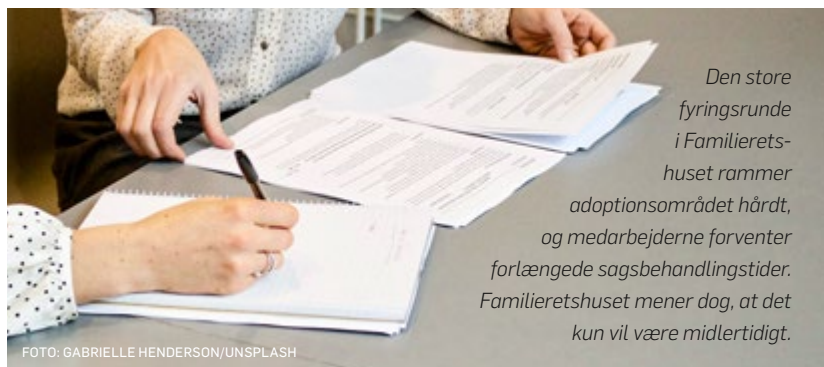 Den store
fyringsrunde
i Familierets-
huset rammer
adoptionsområdet hårdt,
og medarbejderne forventer
forlængede sagsbehandlingstider.
Familieretshuset mener dog, at det
kun vil være midlertidigt.
FOTO: GABRIELLE HENDERSON/UNSPLASH